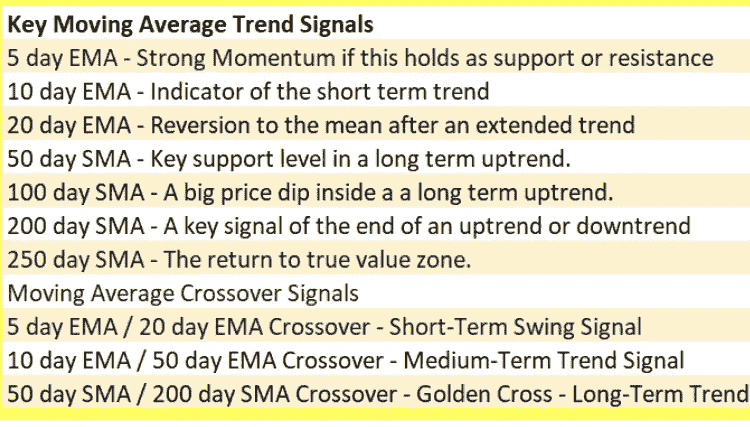 Key Moving Average Trend Signals
5 day EMA - Strong Momentum if this holds as support or resistance
10 day EMA - Indicator of the short term trend
20 day EMA - Reversion to the mean after an extended trend
50 day SMA - Key support level in a long term uptrend.
100 day SMA - A big price dip inside a a long term uptrend.
200 day SMA - A key signal of the end of an uptrend or downtrend
250 day SMA - The return to true value zone.
Moving Average Crossover Signals
5 day EMA / 20 day EMA Crossover - Short-Term Swing Signal
10 day EMA / 50 day EMA Crossover - Medium-Term Trend Signal
50 day SMA / 200 day SMA Crossover - Golden Cross - Long-Term Trend